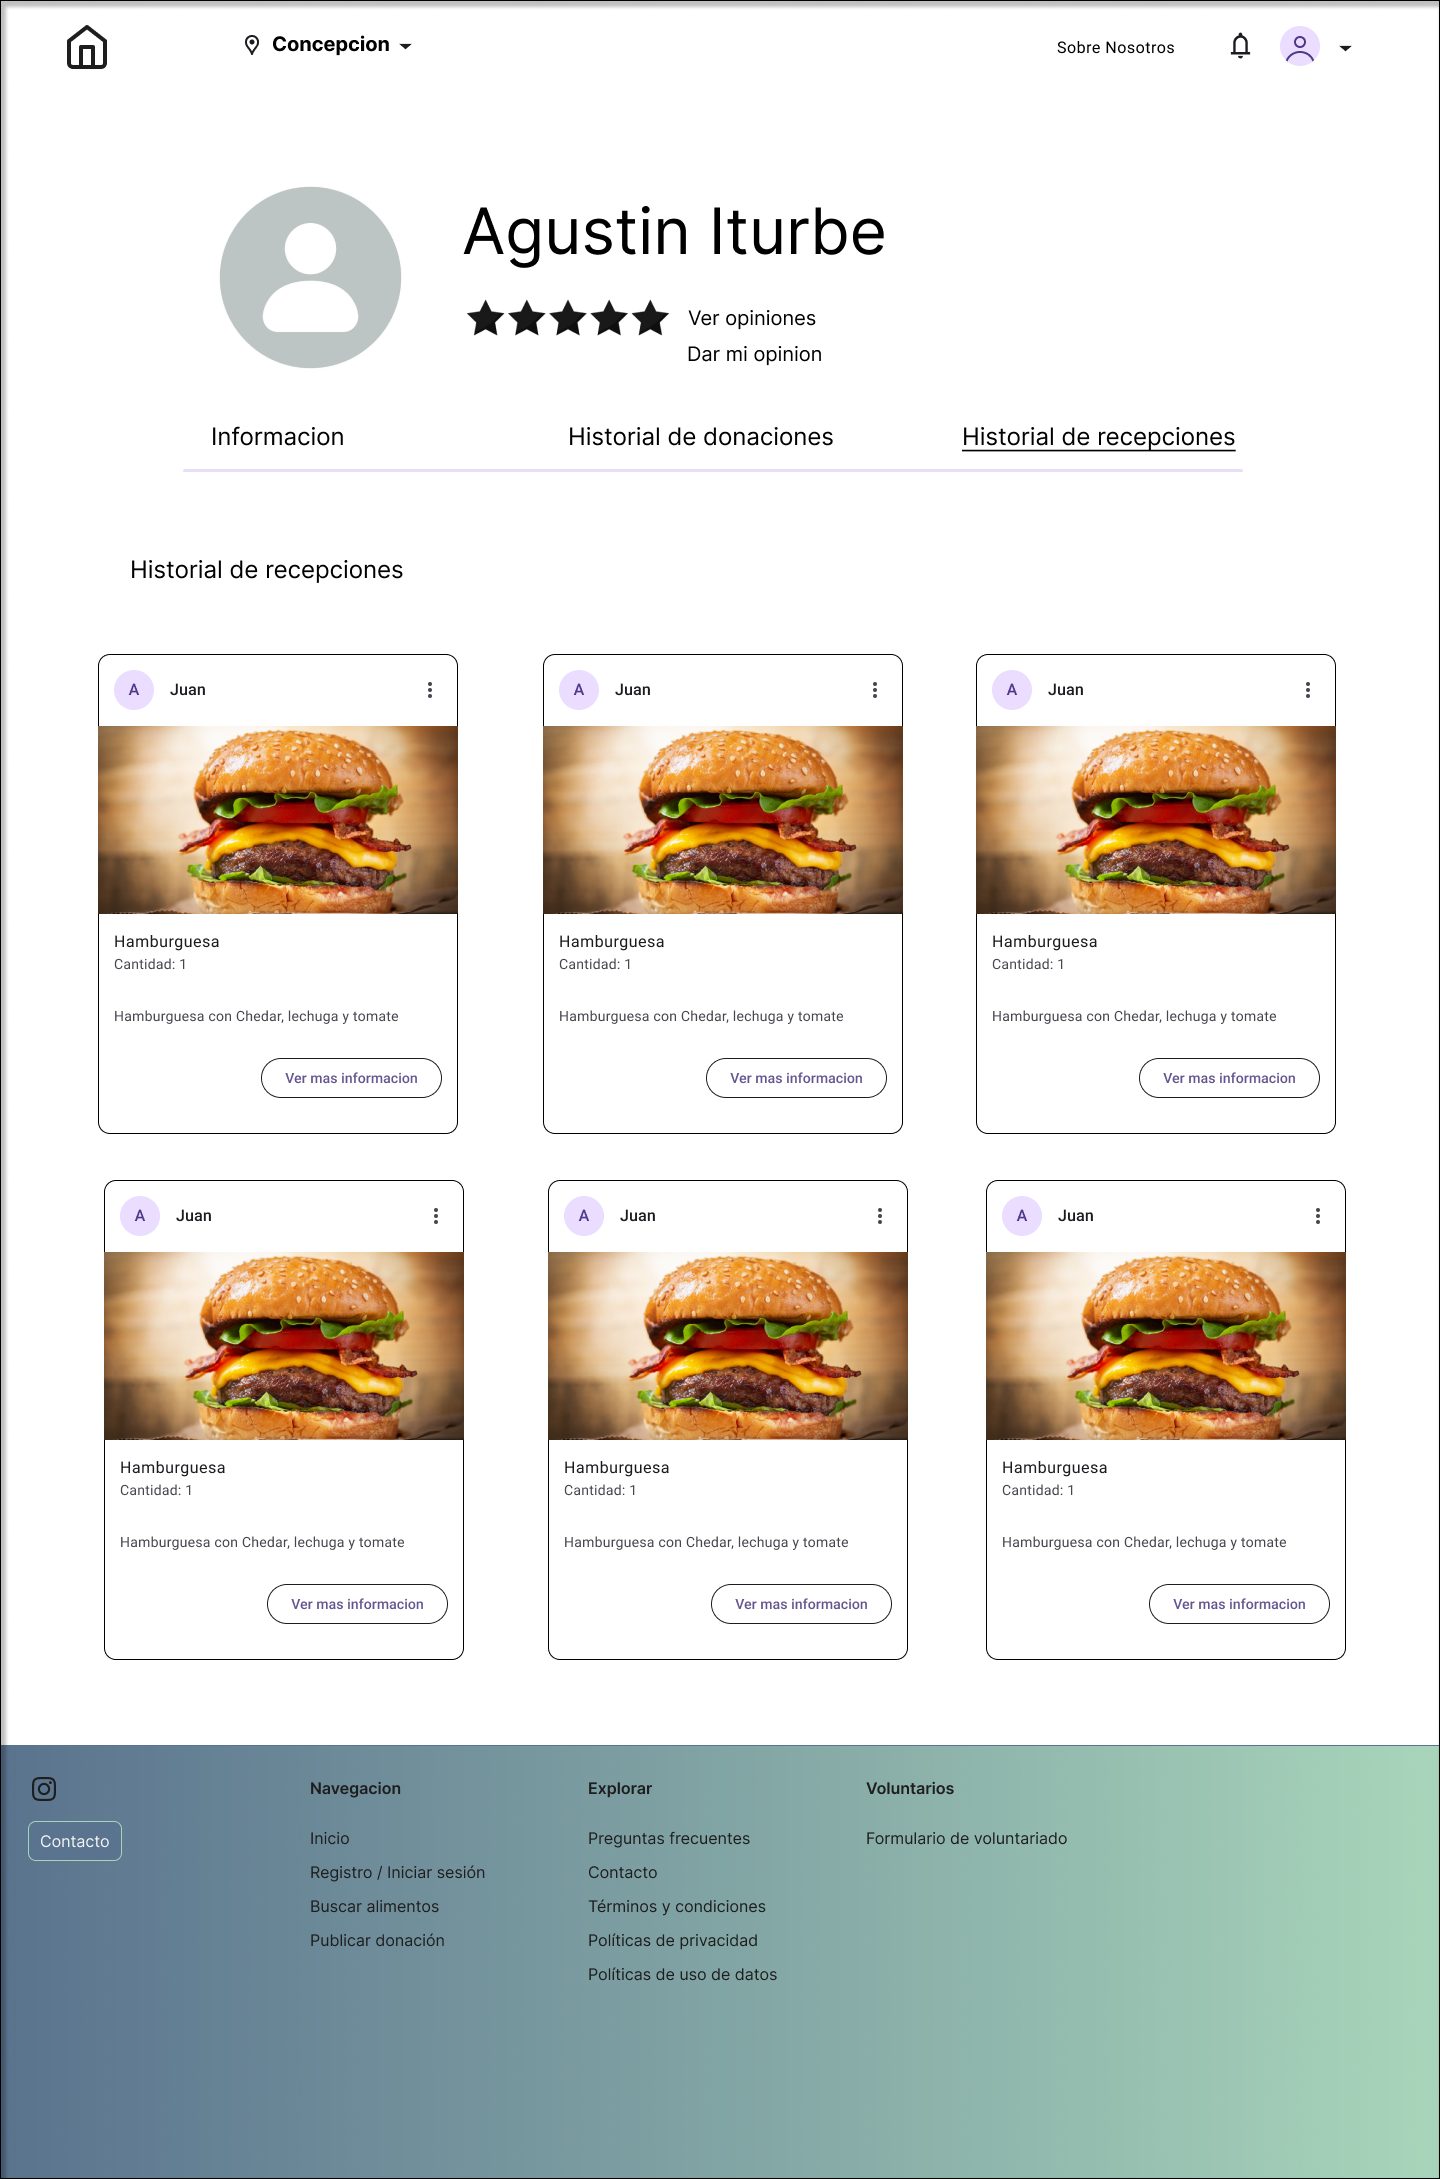 Concepcion
Sobre Nosotros
Agustin Iturbe
Ver opiniones
Dar mi opinion
Informacion
Historial de donaciones
Historial de recepciones
Historial de recepciones
A
Juan
A
Juan
A
Juan
Hamburguesa
Cantidad: 1
Hamburguesa con Chedar, lechuga y tomate
Ver mas informacion
Hamburguesa
Cantidad: 1
Hamburguesa con Chedar, lechuga y tomate
Ver mas informacion
Hamburguesa
Cantidad: 1
Hamburguesa con Chedar, lechuga y tomate
Ver mas informacion
A
Juan
A
Juan
A
Juan
Hamburguesa
Cantidad: 1
Hamburguesa con Chedar, lechuga y tomate
Ver mas informacion
Hamburguesa
Cantidad: 1
Hamburguesa con Chedar, lechuga y tomate
Ver mas informacion
Hamburguesa
Cantidad: 1
Hamburguesa con Chedar, lechuga y tomate
Ver mas informacion
Contacto
Navegacion
Inicio
Registro / Iniciar sesión
Buscar alimentos
Publicar donación
Explorar
Preguntas frecuentes
Contacto
Términos y condiciones
Políticas de privacidad
Políticas de uso de datos
Voluntarios
Formulario de voluntariado